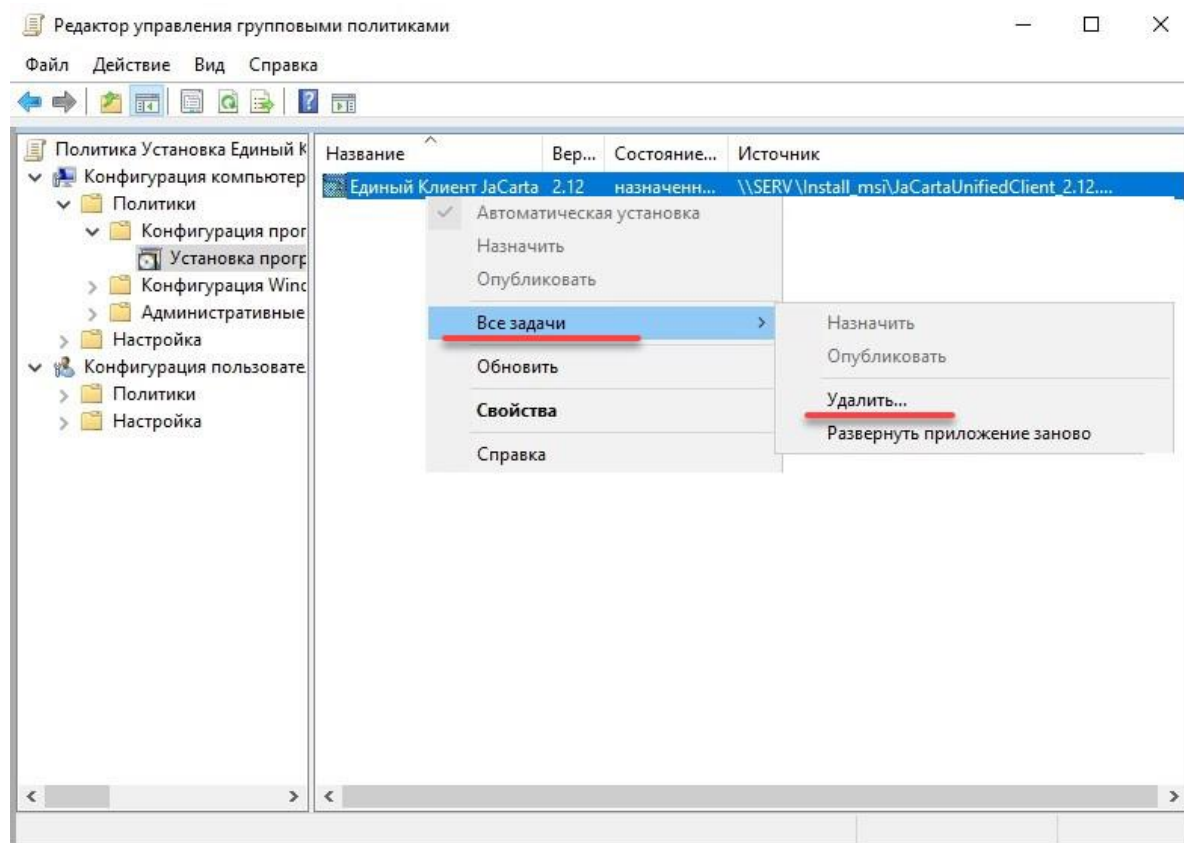 Редактор управления групповыми политиками
Файл Действие Вид Справка
Политика Установка Единый К
Конфигурация компьютер
Политики
Конфигурация прог
Установка прогр
Конфигурация Winc
Административные
Настройка
Конфигурация пользовате
Политики
Настройка
Название Вер... Состояние... Источник
Единый Клиент JaCarta 2.12 назначенн... \\SERV\Install_msi\JaCartaUnifiedClient_2.12....
Автоматическая установка
Назначить
Опубликовать
Все задачи
Обновить
Свойства
Справка
Назначить
Опубликовать
Удалить...
Развернуть приложение заново